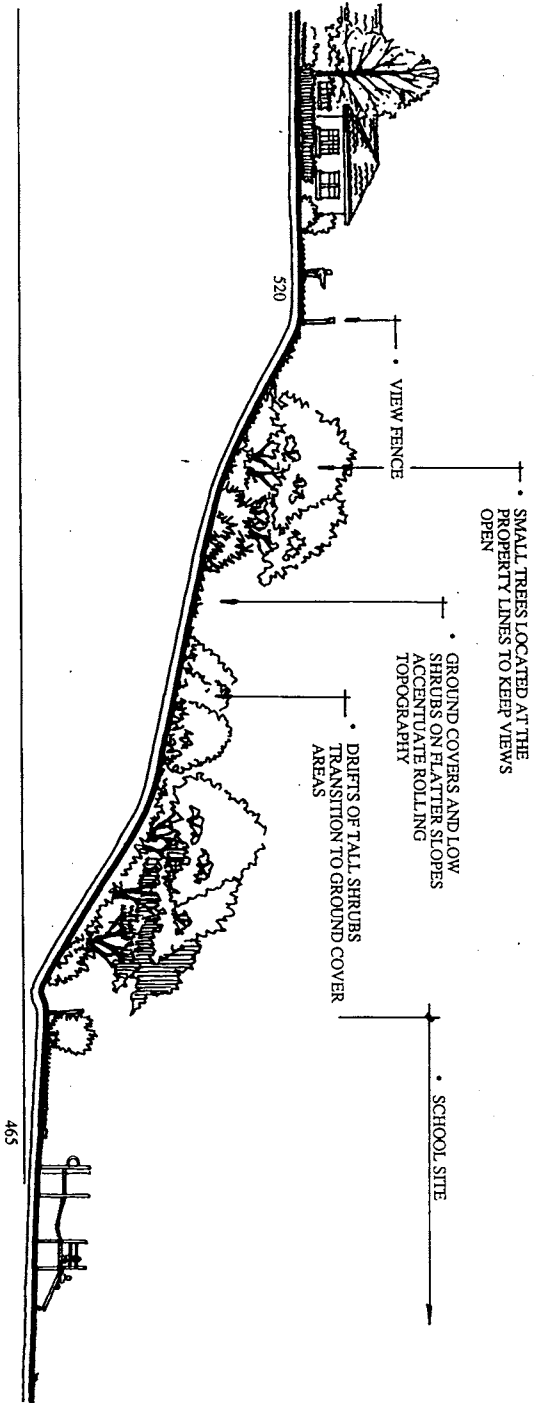 • SMALL TREES LOCATED AT THE
PROPERTY LINES TO KEEP VIEWS
OPEN
• VIEW FENCE
• GROUND COVERS AND LOW
SHRUBS ON FLATTER SLOPES
ACCENTUATE ROLLING
TOPOGRAPHY
• DRIFTS OF TALL SHRUBS
TRANSITION TO GROUND COVER
AREAS
• SCHOOL SITE
520
465